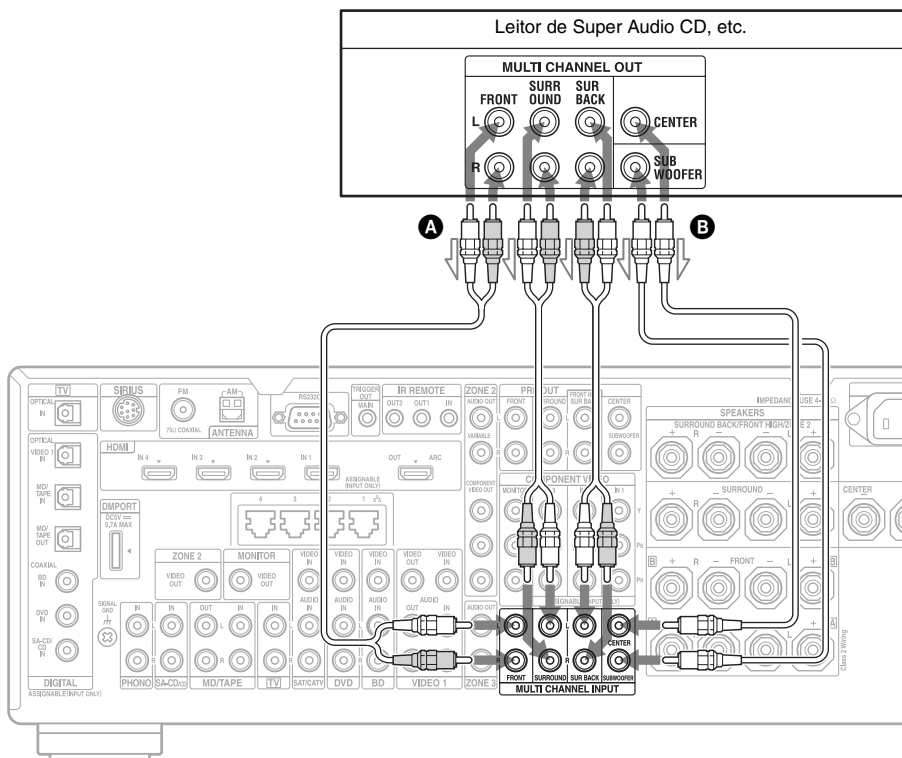 Leitor de Super Audio CD, etc.
MULTI CHANNEL OUT
FRONT
SURR
OUND
SUR
BACK
L
CENTER
R
SUB
WOOFER
A
B
TV
OPTICAL
IN
OPTICAL
VIDEO 1
IN
MD/
TAPE
IN
MD/
TAPE
OUT
COAXIAL
BD
IN
DVD
IN
SA-CD/
CD
IN
DIGITAL
ASSIGNABLE (INPUT ONLY)
SIRIUS
FM
75Ω COAXIAL
AM
ANTENNA
RS232C
TRIGGER
OUT
MAIN
IR REMOTE
OUT2 OUT1 IN
HDMI
IN 4 IN 3 IN 2 IN 1
ASSIGNABLE
(INPUT ONLY)
OUT ARC
DMPORT
DC5V
0.7A MAX
4 3 2 1
SIGNAL
GND
ZONE 2
VIDEO
OUT
MONITOR
VIDEO
OUT
VIDEO
IN
VIDEO
IN
VIDEO
IN
VIDEO
OUT
VIDEO
IN
AUDIO
IN
AUDIO
IN
AUDIO
IN
AUDIO
OUT
AUDIO
IN
IN IN OUT IN IN
L
R
PHONO SA-CD/CD MD/TAPE TV SAT/CATV DVD BD VIDEO 1 ZONE 3
ZONE 2
AUDIO OUT
VARIABLE
COMPONENT
VIDEO OUT
AUDIO OUT
PRE OUT
FRONT
CENTER
SUBWOOFER
L
R
COMPONENT VIDEO
IN 1
Y
SPEAKERS
SURROUND BACK/FRONT HIGH/ZONE 2
+ R − − L +
+ R − SURROUND − L +
CENTER
B + R − FRONT − L + B
A
Class 2 Wiring
L
R
CENTER
FRONT SURROUND SUR BACK SUBWOOFER
MULTI CHANNEL INPUT